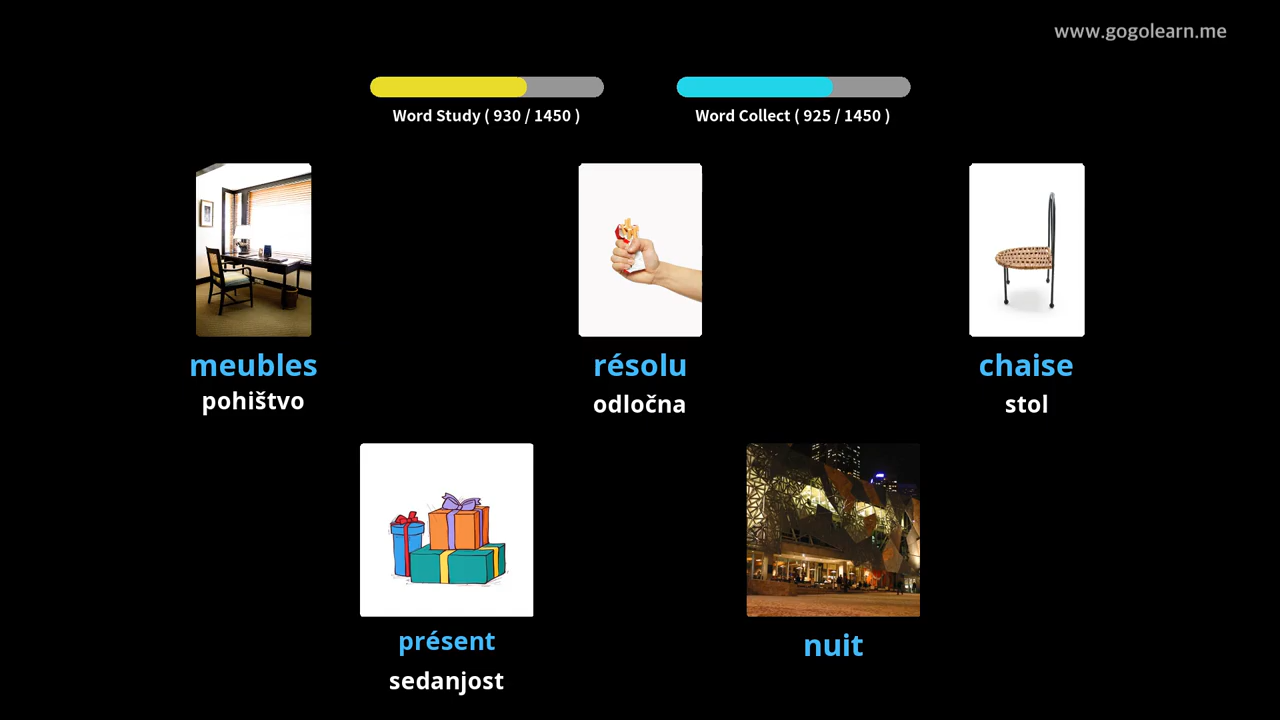 www.gogolearn.me
Word Study ( 930 / 1450 )
Word Collect ( 925 / 1450 )
meubles
pohištvo
résolu
odločna
chaise
stol
présent
sedanjost
nuit